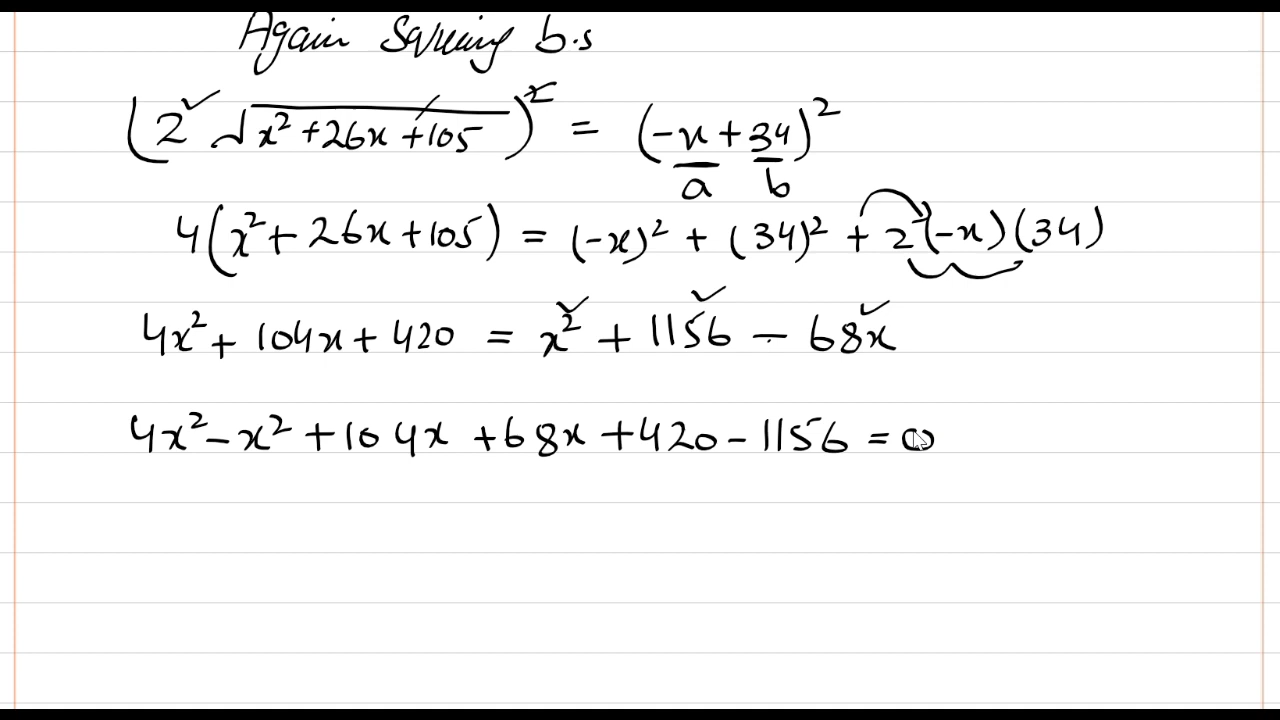 Again Squring b.s
(2 √x² + 26x + 105)² = (-x + 34)²
a b
4(x² + 26x + 105) = (-x)² + (34)² + 2(-x)(34)
4x² + 104x + 420 = x² + 1156 - 68x
4x² - x² + 104x + 68x + 420 - 1156 = 0